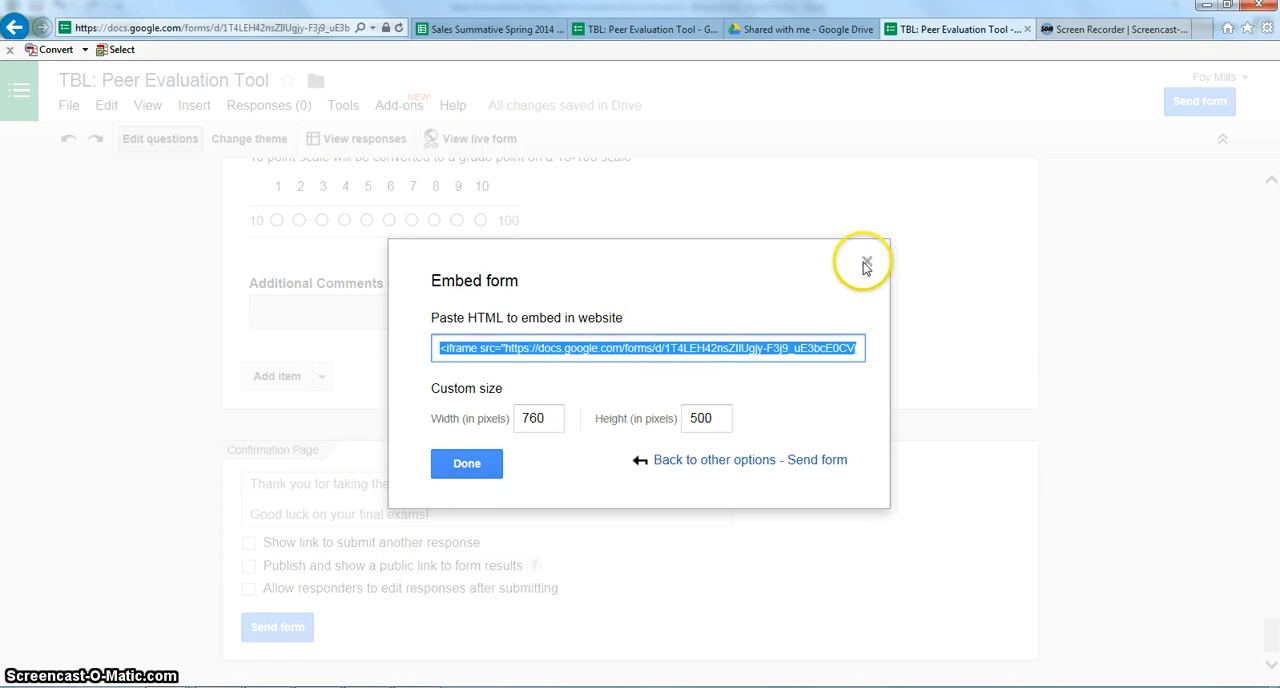 https://docs.google.com/forms/d/1T4LEH42nsZIlUgjy-F3j9_uE3b
Sales Summative Spring 2014 ...
TBL: Peer Evaluation Tool - G...
Shared with me - Google Drive
TBL: Peer Evaluation Tool -...
Screen Recorder | Screencast-...
x Convert Select
TBL: Peer Evaluation Tool
Foy Mills
File Edit View Insert Responses (0) Tools Add-ons NEW! Help All changes saved in Drive
Send form
Edit questions Change theme View responses View live form
10 point scale will be converted to a grade point on a 10-100 scale
1 2 3 4 5 6 7 8 9 10
10 100
Embed form
Additional Comments
Paste HTML to embed in website
<iframe src="https://docs.google.com/forms/d/1T4LEH42nsZIlUgjy-F3j9_uE3bcE0CV
Add item
Custom size
Width (in pixels) 760 Height (in pixels) 500
Done
Back to other options - Send form
Confirmation Page
Thank you for taking the
Good luck on your final exams!
Show link to submit another response
Publish and show a public link to form results ?
Allow responders to edit responses after submitting
Send form
Screencast-O-Matic.com